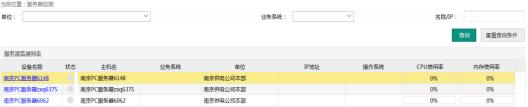 当前位置：服务器监测
单位： 业务系统： 名称/IP：
查询 重置查询条件
服务器监测列表
设备名称 状态 主机名 业务系统 单位 IP地址 操作系统 CPU使用率 内存使用率
南京PC服务器6148 南京PC服务器6148 南京供电公司本部 0% 0%
南京PC服务器zxq6375 南京PC服务器zxq6375 南京供电公司本部 0% 0%
南京PC服务器6062 南京PC服务器6062 南京供电公司本部 0% 0%